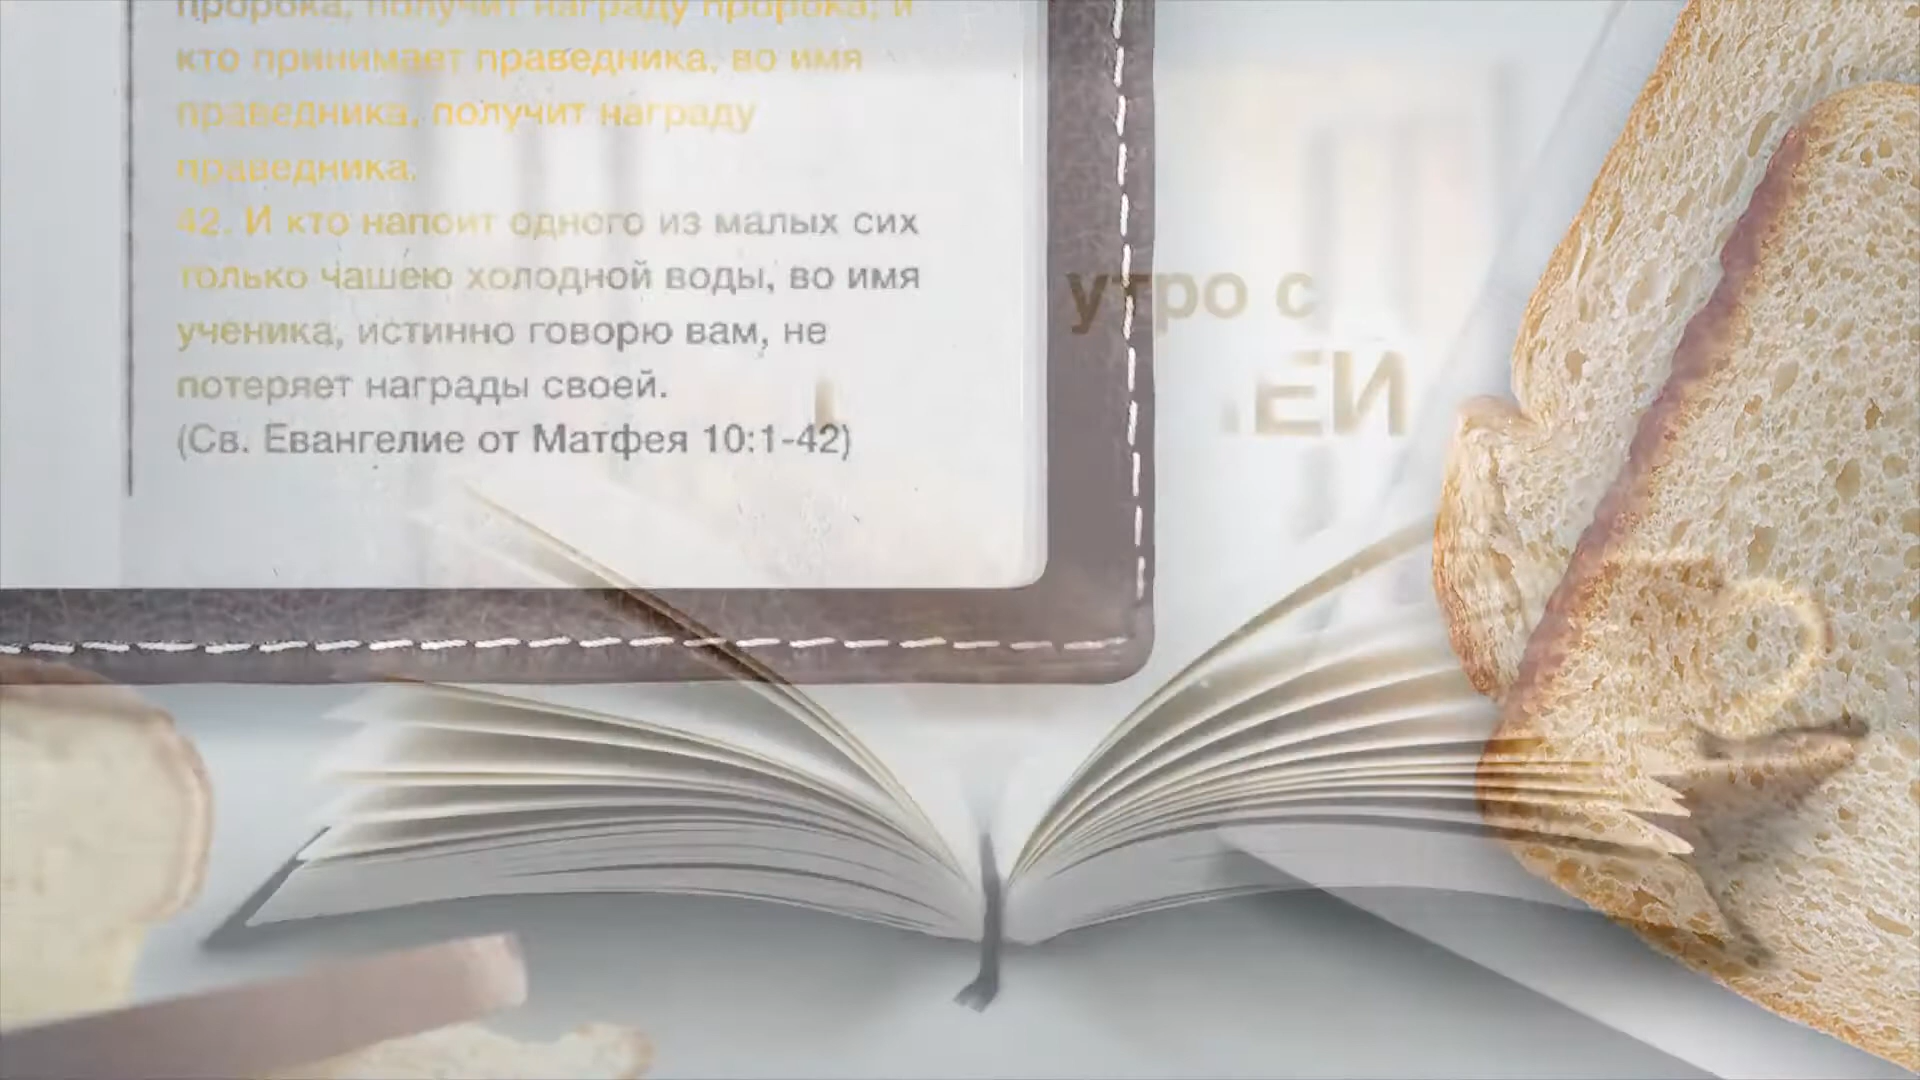 пророка, получит награду пророка; и
кто принимает праведника, во имя
праведника, получит награду
праведника.
42. И кто напоит одного из малых сих
только чашею холодной воды, во имя
ученика, истинно говорю вам, не
потеряет награды своей.
(Св. Евангелие от Матфея 10:1-42)
утро с
ЕИ